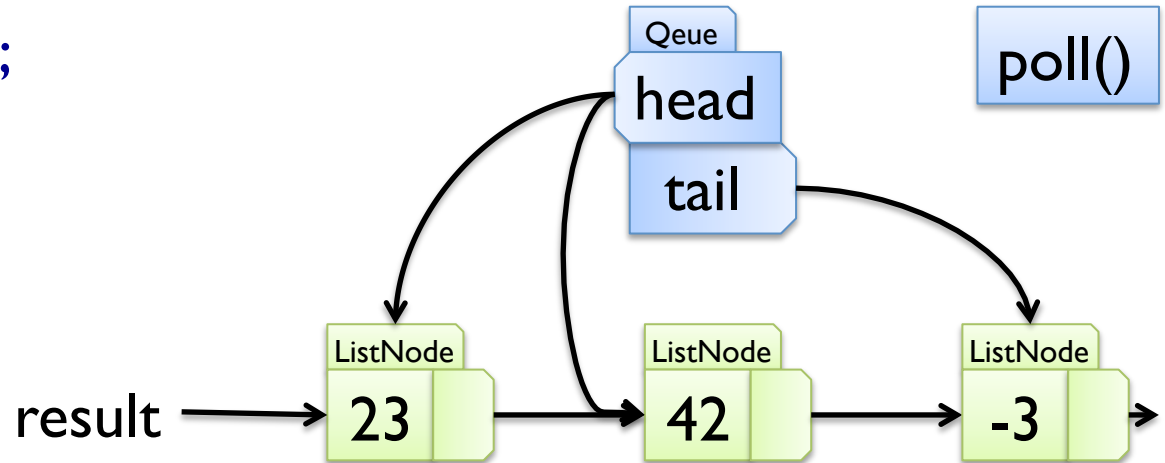 ;
Qeue
poll()
head
tail
ListNode
ListNode
ListNode
result
23
42
-3